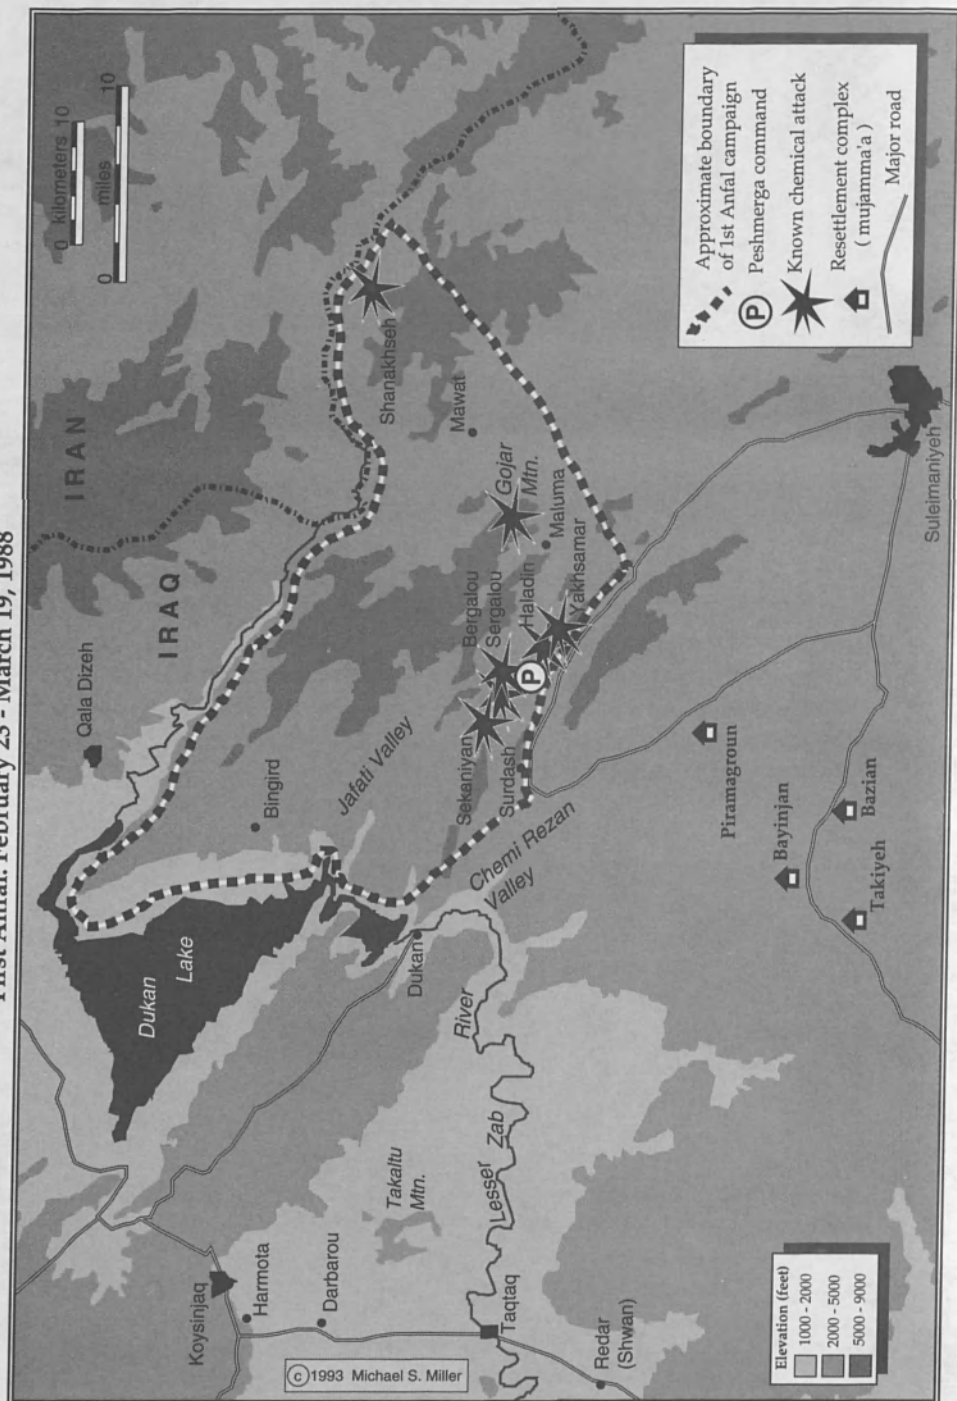 First Anfal: February 23 - March 19, 1988
0 kilometers 10
0 miles 10
IRAN
IRAQ
Qala Dizeh
Dukan
Lake
Bingird
Jafati Valley
Shanakhseh
Mawat
Gojar
Mtn.
Maluma
Bergalou
Sergalou
Haladin
Yakhsamar
P
Sekaniyan
Surdash
Chemi Rezan
Valley
Dukan
River
Zab
Lesser
Takaltu
Mtn.
Koysinjaq
Harmota
Darbarou
Taqtaq
Redar
(Shwan)
Piramagroun
Bayinjan
Bazian
Takiyeh
Suleimaniyeh
Approximate boundary
of 1st Anfal campaign
P Peshmerga command
Known chemical attack
Resettlement complex
( mujamma'a )
Major road
Elevation (feet)
1000 - 2000
2000 - 5000
5000 - 9000
c 1993 Michael S. Miller